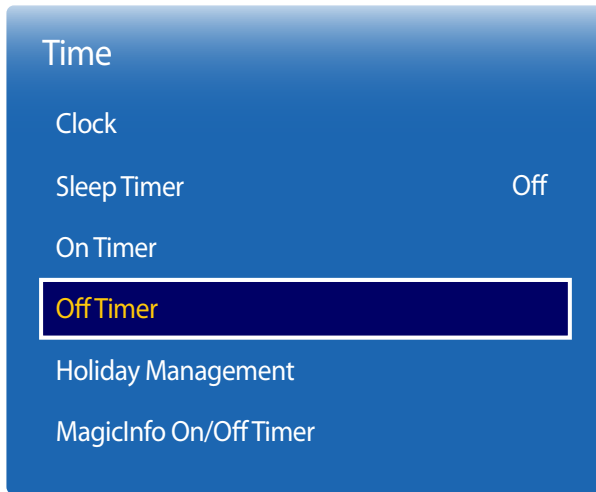 Time
Clock
Sleep Timer Off
On Timer
Off Timer
Holiday Management
MagicInfo On/Off Timer